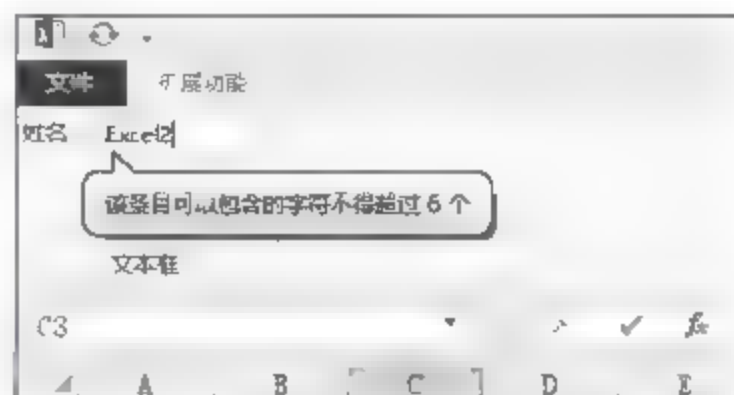 文件 扩展功能
姓名 Excel2
该条目可以包含的字符不得超过 6 个
文本框
C3 fx
A B C D E